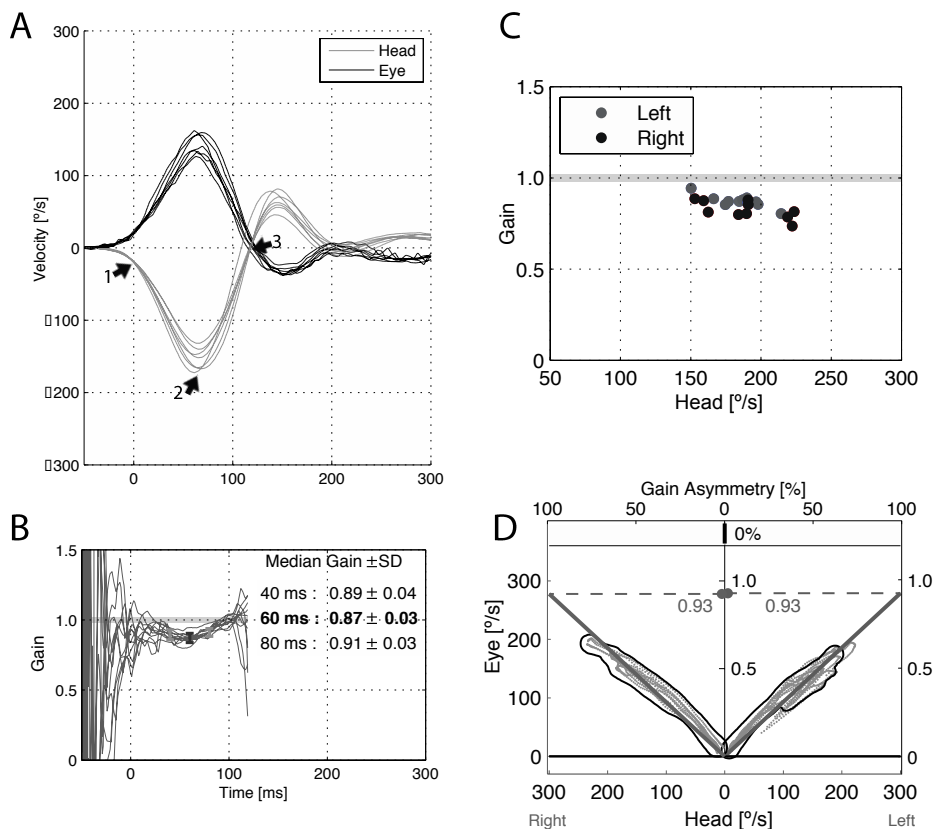 A
300
200
100
0
▯100
▯200
▯300
Velocity [º/s]
Head
Eye
1
2
3
0
100
200
300
C
1.5
1.0
0.5
0
Gain
Left
Right
50
100
150
200
250
300
Head [º/s]
B
1.5
1.0
0.5
0
Gain
Median Gain ±SD
40 ms : 0.89 ± 0.04
60 ms : 0.87 ± 0.03
80 ms : 0.91 ± 0.03
0
100
200
300
Time [ms]
D
Gain Asymmetry [%]
100
50
0
50
100
0%
300
200
100
0
Eye [º/s]
1.0
0.93
0.93
0.5
1.0
0.5
0
300
200
100
0
100
200
300
Right
Head [º/s]
Left